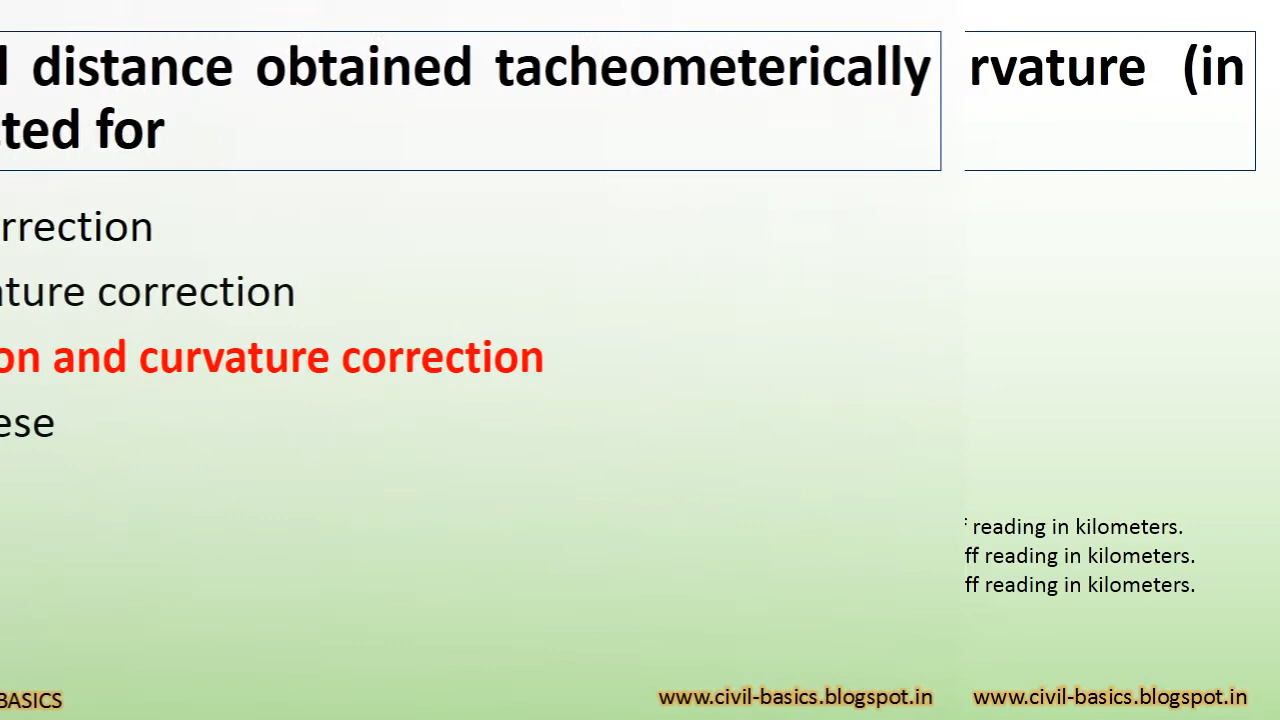 distance obtained tacheometerically
ted for
rrection
ture correction
on and curvature correction
ese
BASICS
www.civil-basics.blogspot.in
rvature (in
reading in kilometers.
ff reading in kilometers.
ff reading in kilometers.
www.civil-basics.blogspot.in